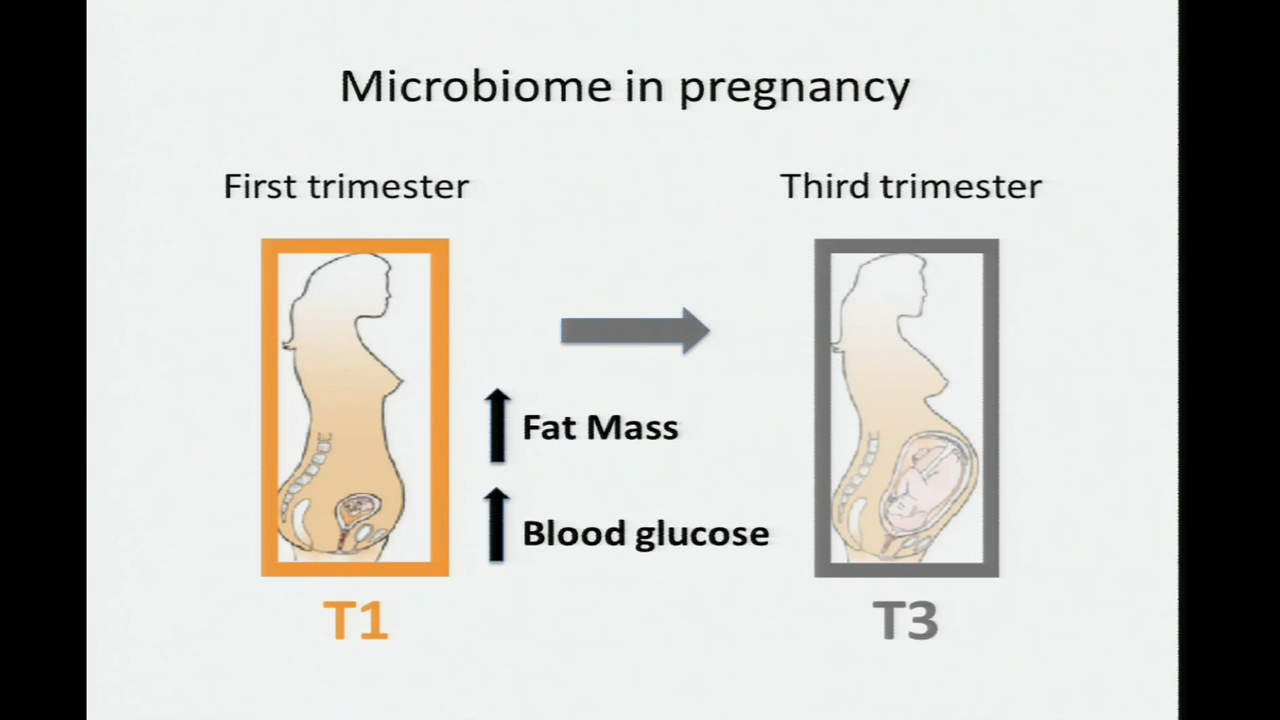 Microbiome in pregnancy
First trimester
Third trimester
Fat Mass
Blood glucose
T1
T3